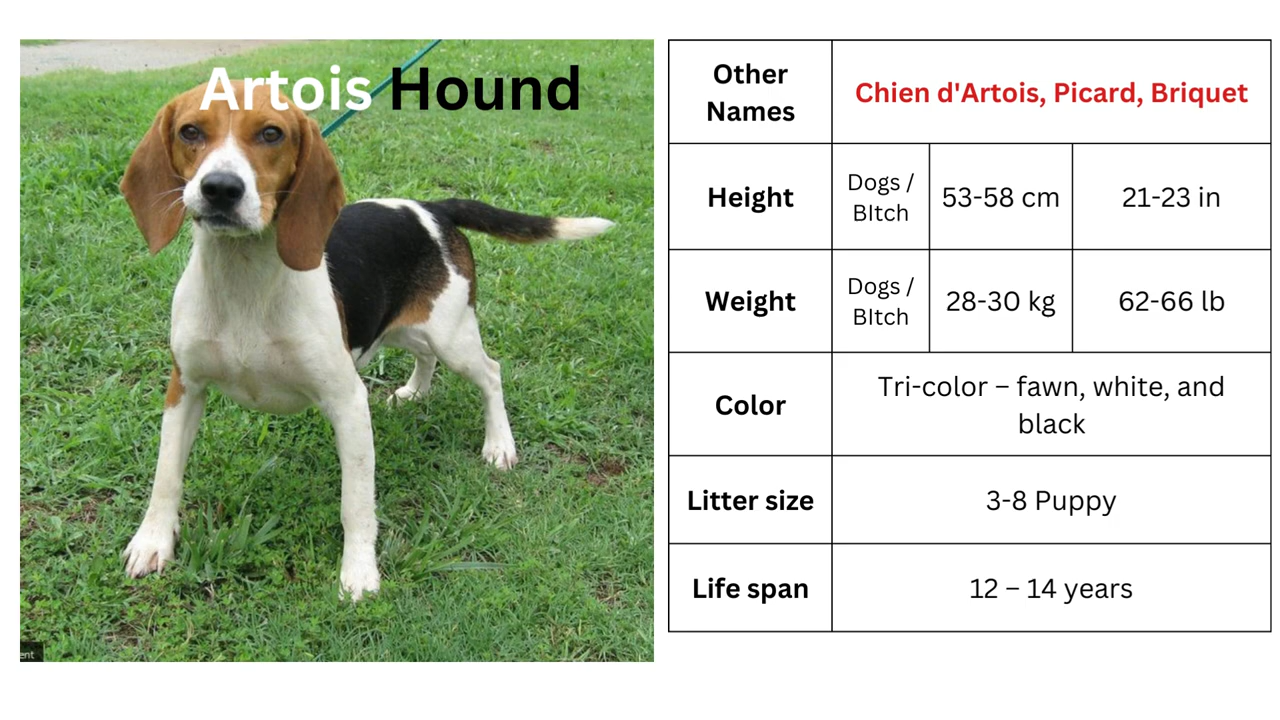 Artois Hound
Other
Names
Chien d'Artois, Picard, Briquet
Height
Dogs /
BItch
53-58 cm
21-23 in
Weight
Dogs /
BItch
28-30 kg
62-66 lb
Color
Tri-color – fawn, white, and
black
Litter size
3-8 Puppy
Life span
12 – 14 years
ent